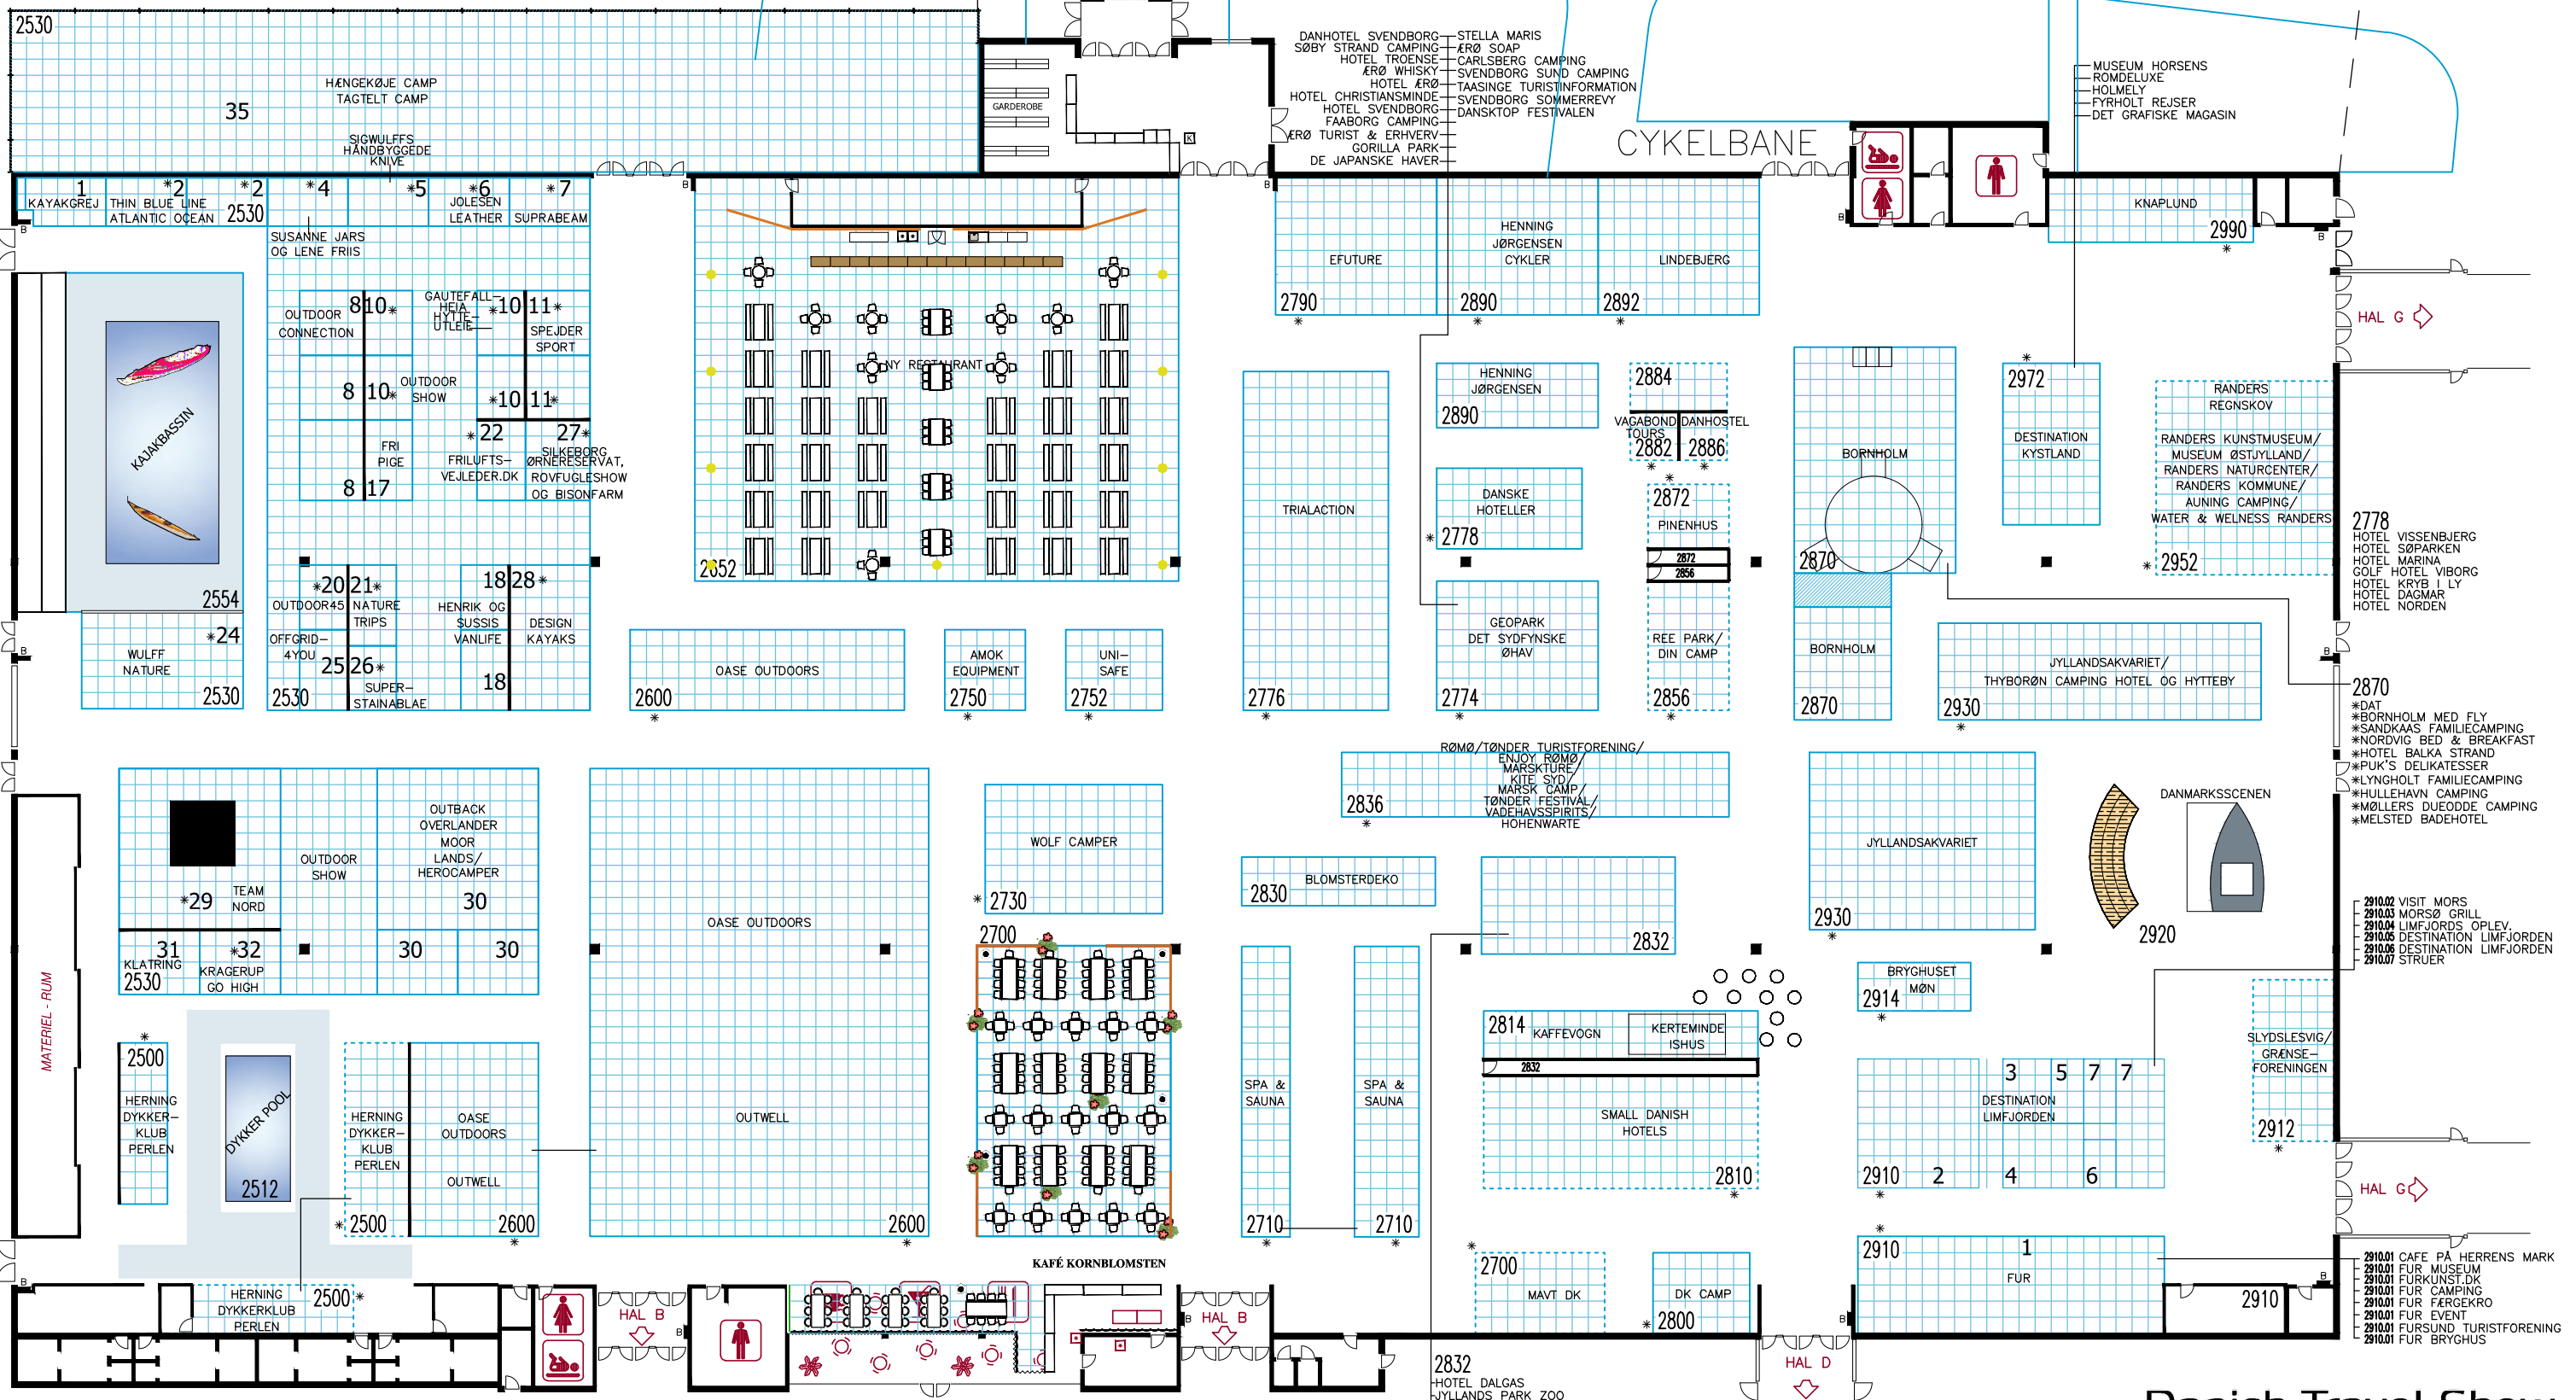 2530
HÆNGEKØJE CAMP
TAGTELT CAMP
35
SIGWULFFS
HÅNDBYGGEDE
KNIVE
GARDEROBE
K
DANHOTEL SVENDBORG
SØBY STRAND CAMPING
HOTEL TROENSE
ÆRØ WHISKY
HOTEL ÆRØ
HOTEL CHRISTIANSMINDE
HOTEL SVENDBORG
FAABORG CAMPING
ÆRØ TURIST & ERHVERV
GORILLA PARK
DE JAPANSKE HAVER
STELLA MARIS
ÆRØ SOAP
CARLSBERG CAMPING
SVENDBORG SUND CAMPING
TAASINGE TURISTINFORMATION
SVENDBORG SOMMERREVY
DANSKTOP FESTIVALEN
CYKELBANE
MUSEUM HORSENS
ROMDELUXE
HOLMELY
FYRHOLT REJSER
DET GRAFISKE MAGASIN
1
KAYAKGREJ
*2 *2
THIN BLUE LINE
ATLANTIC OCEAN
2530
*4
*5
*6
JOLESEN
LEATHER
*7
SUPRABEAM
SUSANNE JARS
OG LENE FRIIS
B
B
B
B
B
KAJAKBASSIN
2554
OUTDOOR
CONNECTION
8
8
8
10*
10*
OUTDOOR
SHOW
GAUTEFALL-
HEIA
HYTTE-
UTLEIE
*10
*10
11*
11*
SPEJDER
SPORT
FRI
PIGE
17
*22
FRILUFTS-
VEJLEDER.DK
27*
SILKEBORG
ØRNERESERVAT,
ROVFUGLESHOW
OG BISONFARM
*20
OUTDOOR45
21*
NATURE
TRIPS
OFFGRID-
4YOU
25
26*
SUPER-
STAINABLAE
2530
18
HENRIK OG
SUSSIS
VANLIFE
18
28*
DESIGN
KAYAKS
*24
WULFF
NATURE
2530
NY RESTAURANT
2652
EFUTURE
2790
*
HENNING
JØRGENSEN
CYKLER
2890
*
LINDEBJERG
2892
*
KNAPLUND
2990
*
HAL G
TRIALACTION
2776
*
HENNING
JØRGENSEN
2890
2884
VAGABOND
TOURS
2882
*
DANHOSTEL
2886
*
DANSKE
HOTELLER
2778
*
*
2872
PINENHUS
2872
2856
REE PARK/
DIN CAMP
2856
*
GEOPARK
DET SYDFYNSKE
ØHAV
2774
*
BORNHOLM
2870
BORNHOLM
2870
*
2972
DESTINATION
KYSTLAND
RANDERS
REGNSKOV
RANDERS KUNSTMUSEUM/
MUSEUM ØSTJYLLAND/
RANDERS NATURCENTER/
RANDERS KOMMUNE/
AUNING CAMPING/
WATER & WELNESS RANDERS
* 2952
2778
HOTEL VISSENBJERG
HOTEL SØPARKEN
HOTEL MARINA
GOLF HOTEL VIBORG
HOTEL KRYB I LY
HOTEL DAGMAR
HOTEL NORDEN
JYLLANDSAKVARIET/
THYBORØN CAMPING HOTEL OG HYTTEBY
2930
*
B
B
2870
*DAT
*BORNHOLM MED FLY
*SANDKAAS FAMILIECAMPING
*NORDVIG BED & BREAKFAST
*HOTEL BALKA STRAND
*PUK'S DELIKATESSER
*LYNGHOLT FAMILIECAMPING
*HULLEHAVN CAMPING
*MØLLERS DUEODDE CAMPING
*MELSTED BADEHOTEL
OASE OUTDOORS
2600
*
AMOK
EQUIPMENT
2750
*
UNI-
SAFE
2752
*
*29
TEAM
NORD
OUTDOOR
SHOW
OUTBACK
OVERLANDER
MOOR
LANDS/
HEROCAMPER
30
31
KLATRING
2530
*32
KRAGERUP
GO HIGH
30
30
OASE OUTDOORS
OUTWELL
2600
*
WOLF CAMPER
* 2730
2700
KAFÉ KORNBLOMSTEN
RØMØ/TØNDER TURISTFORENING/
ENJOY RØMØ/
MARSKTURE/
KITE SYD/
MARSK CAMP/
TØNDER FESTIVAL/
VADEHAVSSPIRITS/
HOHENWARTE
2836
*
BLOMSTERDEKO
2830
2832
JYLLANDSAKVARIET
2930
*
DANMARKSSCENEN
2920
2910.02 VISIT MORS
2910.03 MORSØ GRILL
2910.04 LIMFJORDS OPLEV.
2910.05 DESTINATION LIMFJORDEN
2910.06 DESTINATION LIMFJORDEN
2910.07 STRUER
MATERIEL - RUM
*
2500
HERNING
DYKKER-
KLUB
PERLEN
DYKKER POOL
2512
HERNING
DYKKER-
KLUB
PERLEN
* 2500
OASE
OUTDOORS
OUTWELL
2600
*
SPA &
SAUNA
2710
*
SPA &
SAUNA
2710
*
2814
KAFFEVOGN
KERTEMINDE
ISHUS
2832
SMALL DANISH
HOTELS
2810
*
BRYGHUSET
MØN
2914
*
3 5 7 7
DESTINATION
LIMFJORDEN
2910 2 4 6
*
SLYDSLESVIG/
GRÆNSE-
FORENINGEN
2912
*
HAL G
*
2910
1
FUR
2910
B
2910.01 CAFE PÅ HERRENS MARK
2910.01 FUR MUSEUM
2910.01 FURKUNST.DK
2910.01 FUR CAMPING
2910.01 FUR FÆRGEKRO
2910.01 FUR EVENT
2910.01 FURSUND TURISTFORENING
2910.01 FUR BRYGHUS
B
HERNING
DYKKERKLUB
PERLEN
2500 *
HAL B
B
HAL B
B
*
2700
MAVT DK
DK CAMP
* 2800
B
HAL D
2832
HOTEL DALGAS
JYLLANDS PARK ZOO
Danish Travel Show